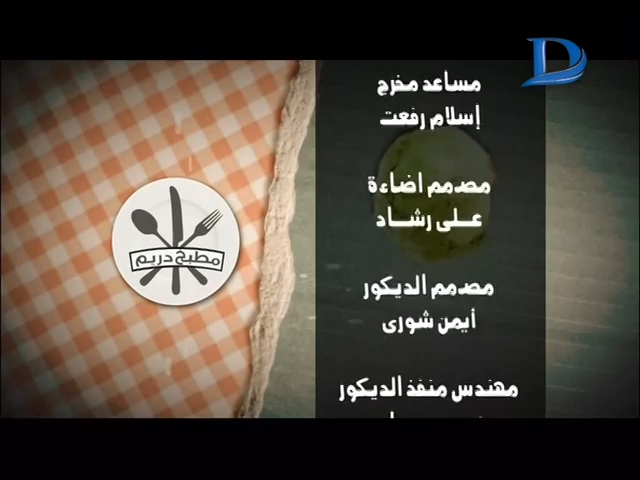 مساعد مخرج
إسلام رفعت
مصمم اضاءة
على رشاد
مصمم الديكور
أيمن شورى
مهندس منفذ الديكور
مطبخ دريم
D